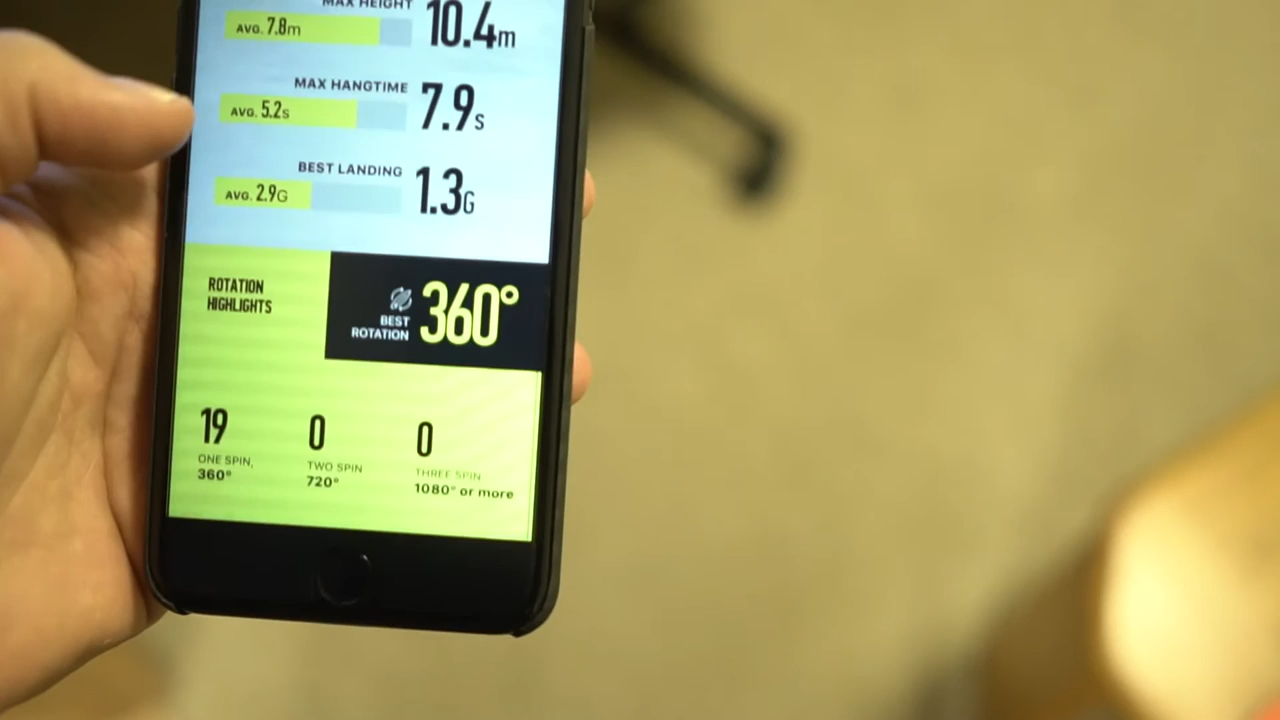 MAX HEIGHT
AVG. 7.8m
10.4m
MAX HANGTIME
AVG. 5.2s
7.9s
BEST LANDING
AVG. 2.9G
1.3G
ROTATION
HIGHLIGHTS
BEST
ROTATION
360°
19
ONE SPIN,
360°
0
TWO SPIN
720°
0
THREE SPIN
1080° or more